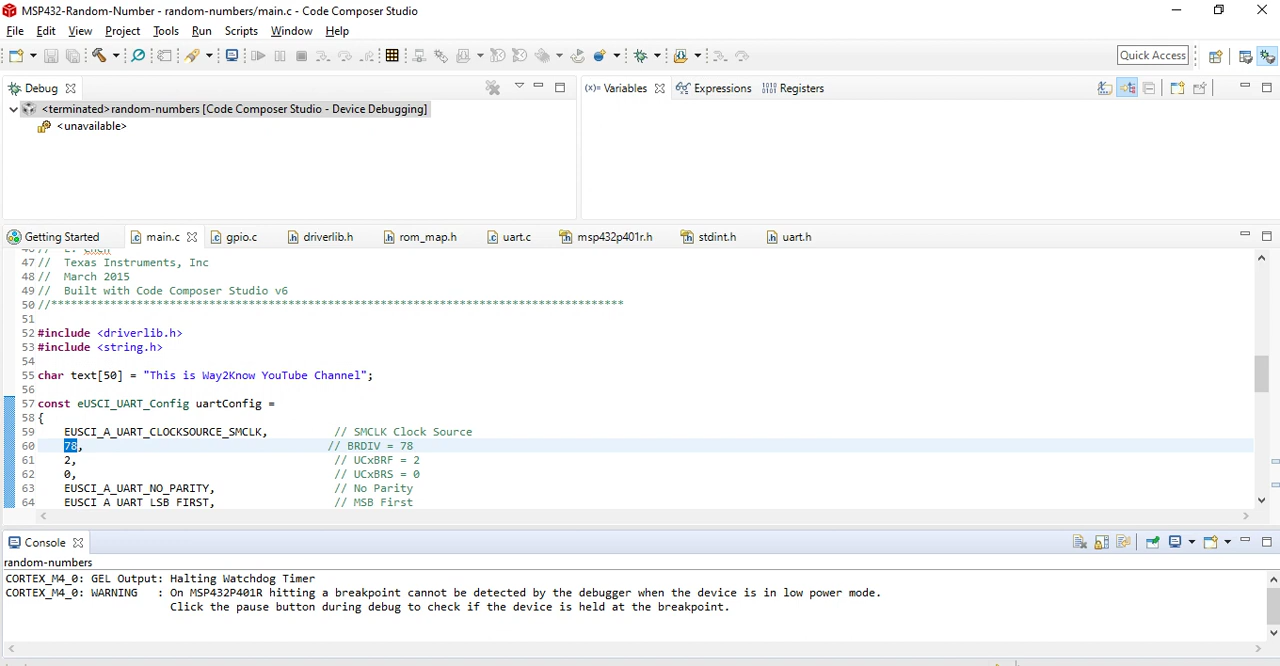 MSP432-Random-Number - random-numbers/main.c - Code Composer Studio
File Edit View Project Tools Run Scripts Window Help
Quick Access
Debug
(x)= Variables Expressions 1010 0101 Registers
<terminated>random-numbers [Code Composer Studio - Device Debugging]
<unavailable>
Getting Started main.c gpio.c driverlib.h rom_map.h uart.c msp432p401r.h stdint.h uart.h
47 // Texas Instruments, Inc
48 // March 2015
49 // Built with Code Composer Studio v6
50 //****************************************************************************************
51
52 #include <driverlib.h>
53 #include <string.h>
54
55 char text[50] = "This is Way2Know YouTube Channel";
56
57 const eUSCI_UART_Config uartConfig =
58 {
59 EUSCI_A_UART_CLOCKSOURCE_SMCLK, // SMCLK Clock Source
60 78, // BRDIV = 78
61 2, // UCxBRF = 2
62 0, // UCxBRS = 0
63 EUSCI_A_UART_NO_PARITY, // No Parity
64 EUSCI_A_UART_LSB_FIRST, // MSB First
Console
random-numbers
CORTEX_M4_0: GEL Output: Halting Watchdog Timer
CORTEX_M4_0: WARNING : On MSP432P401R hitting a breakpoint cannot be detected by the debugger when the device is in low power mode.
Click the pause button during debug to check if the device is held at the breakpoint.